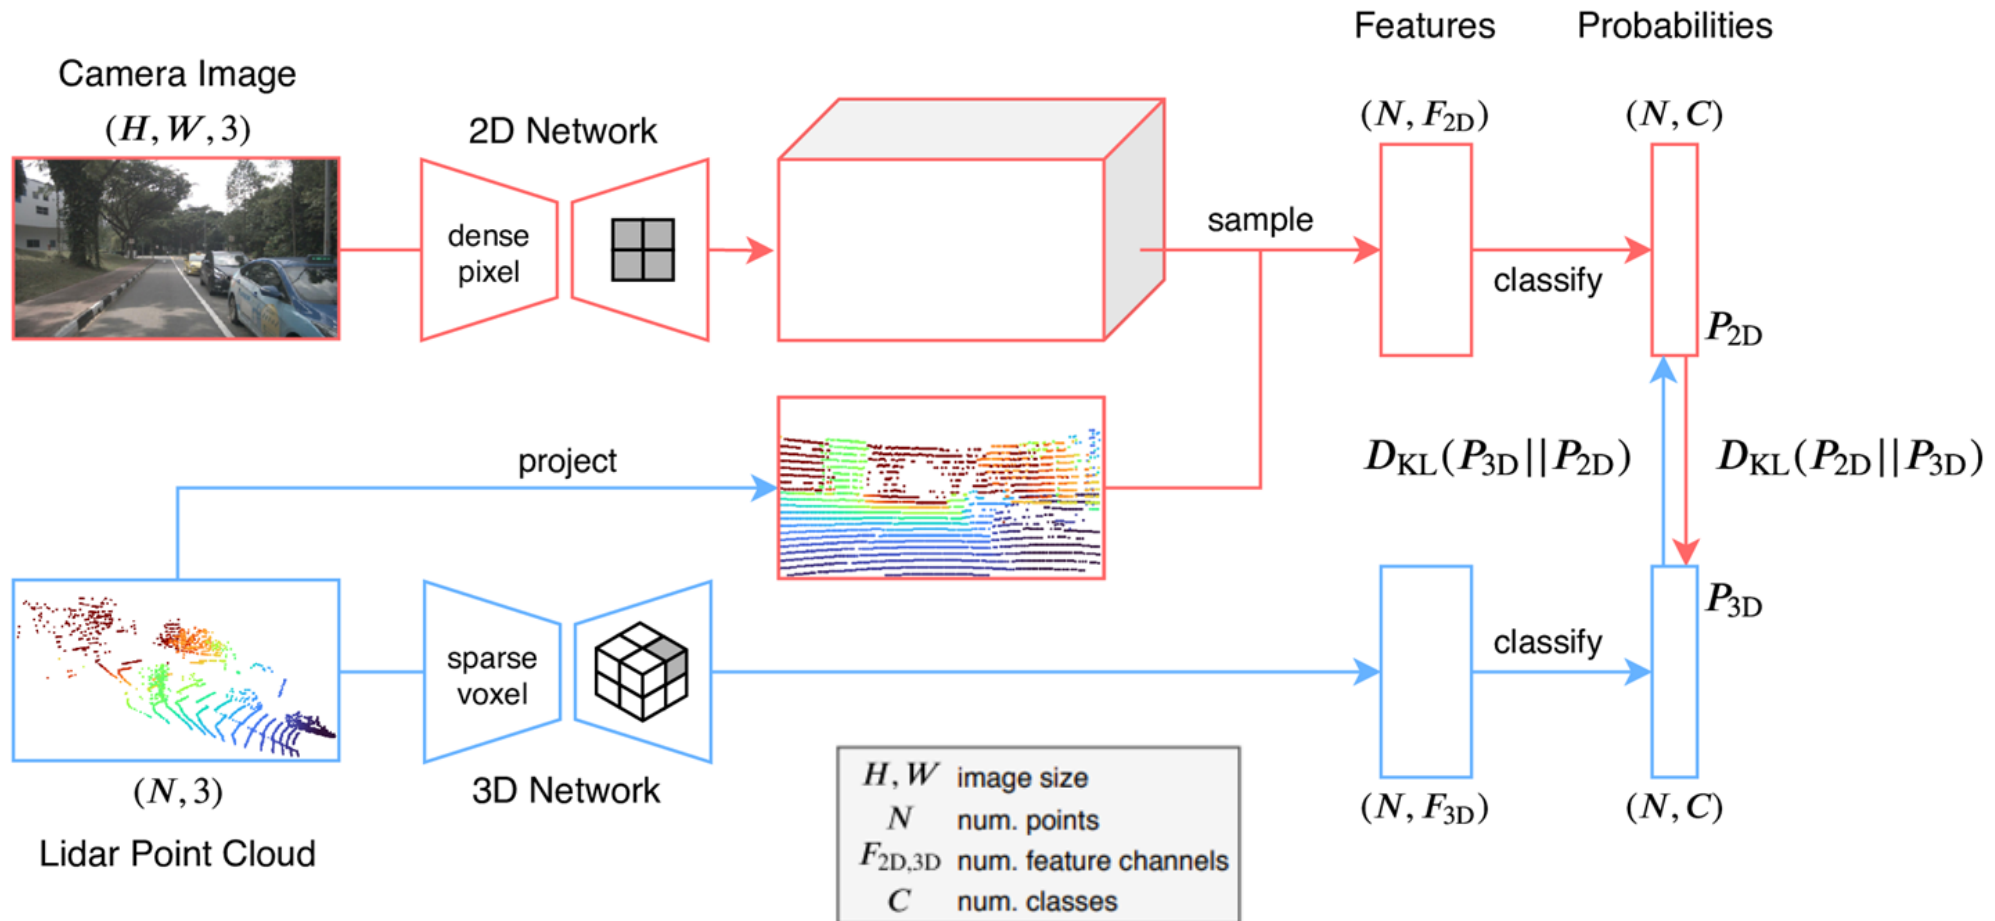 Features
Probabilities
Camera Image
(H, W, 3)
2D Network
(N, F2D)
(N, C)
dense
pixel
sample
classify
P2D
project
DKL(P3D||P2D)
DKL(P2D||P3D)
sparse
voxel
classify
P3D
(N, 3)
3D Network
(N, F3D)
(N, C)
Lidar Point Cloud
H, W image size
N num. points
F2D,3D num. feature channels
C num. classes